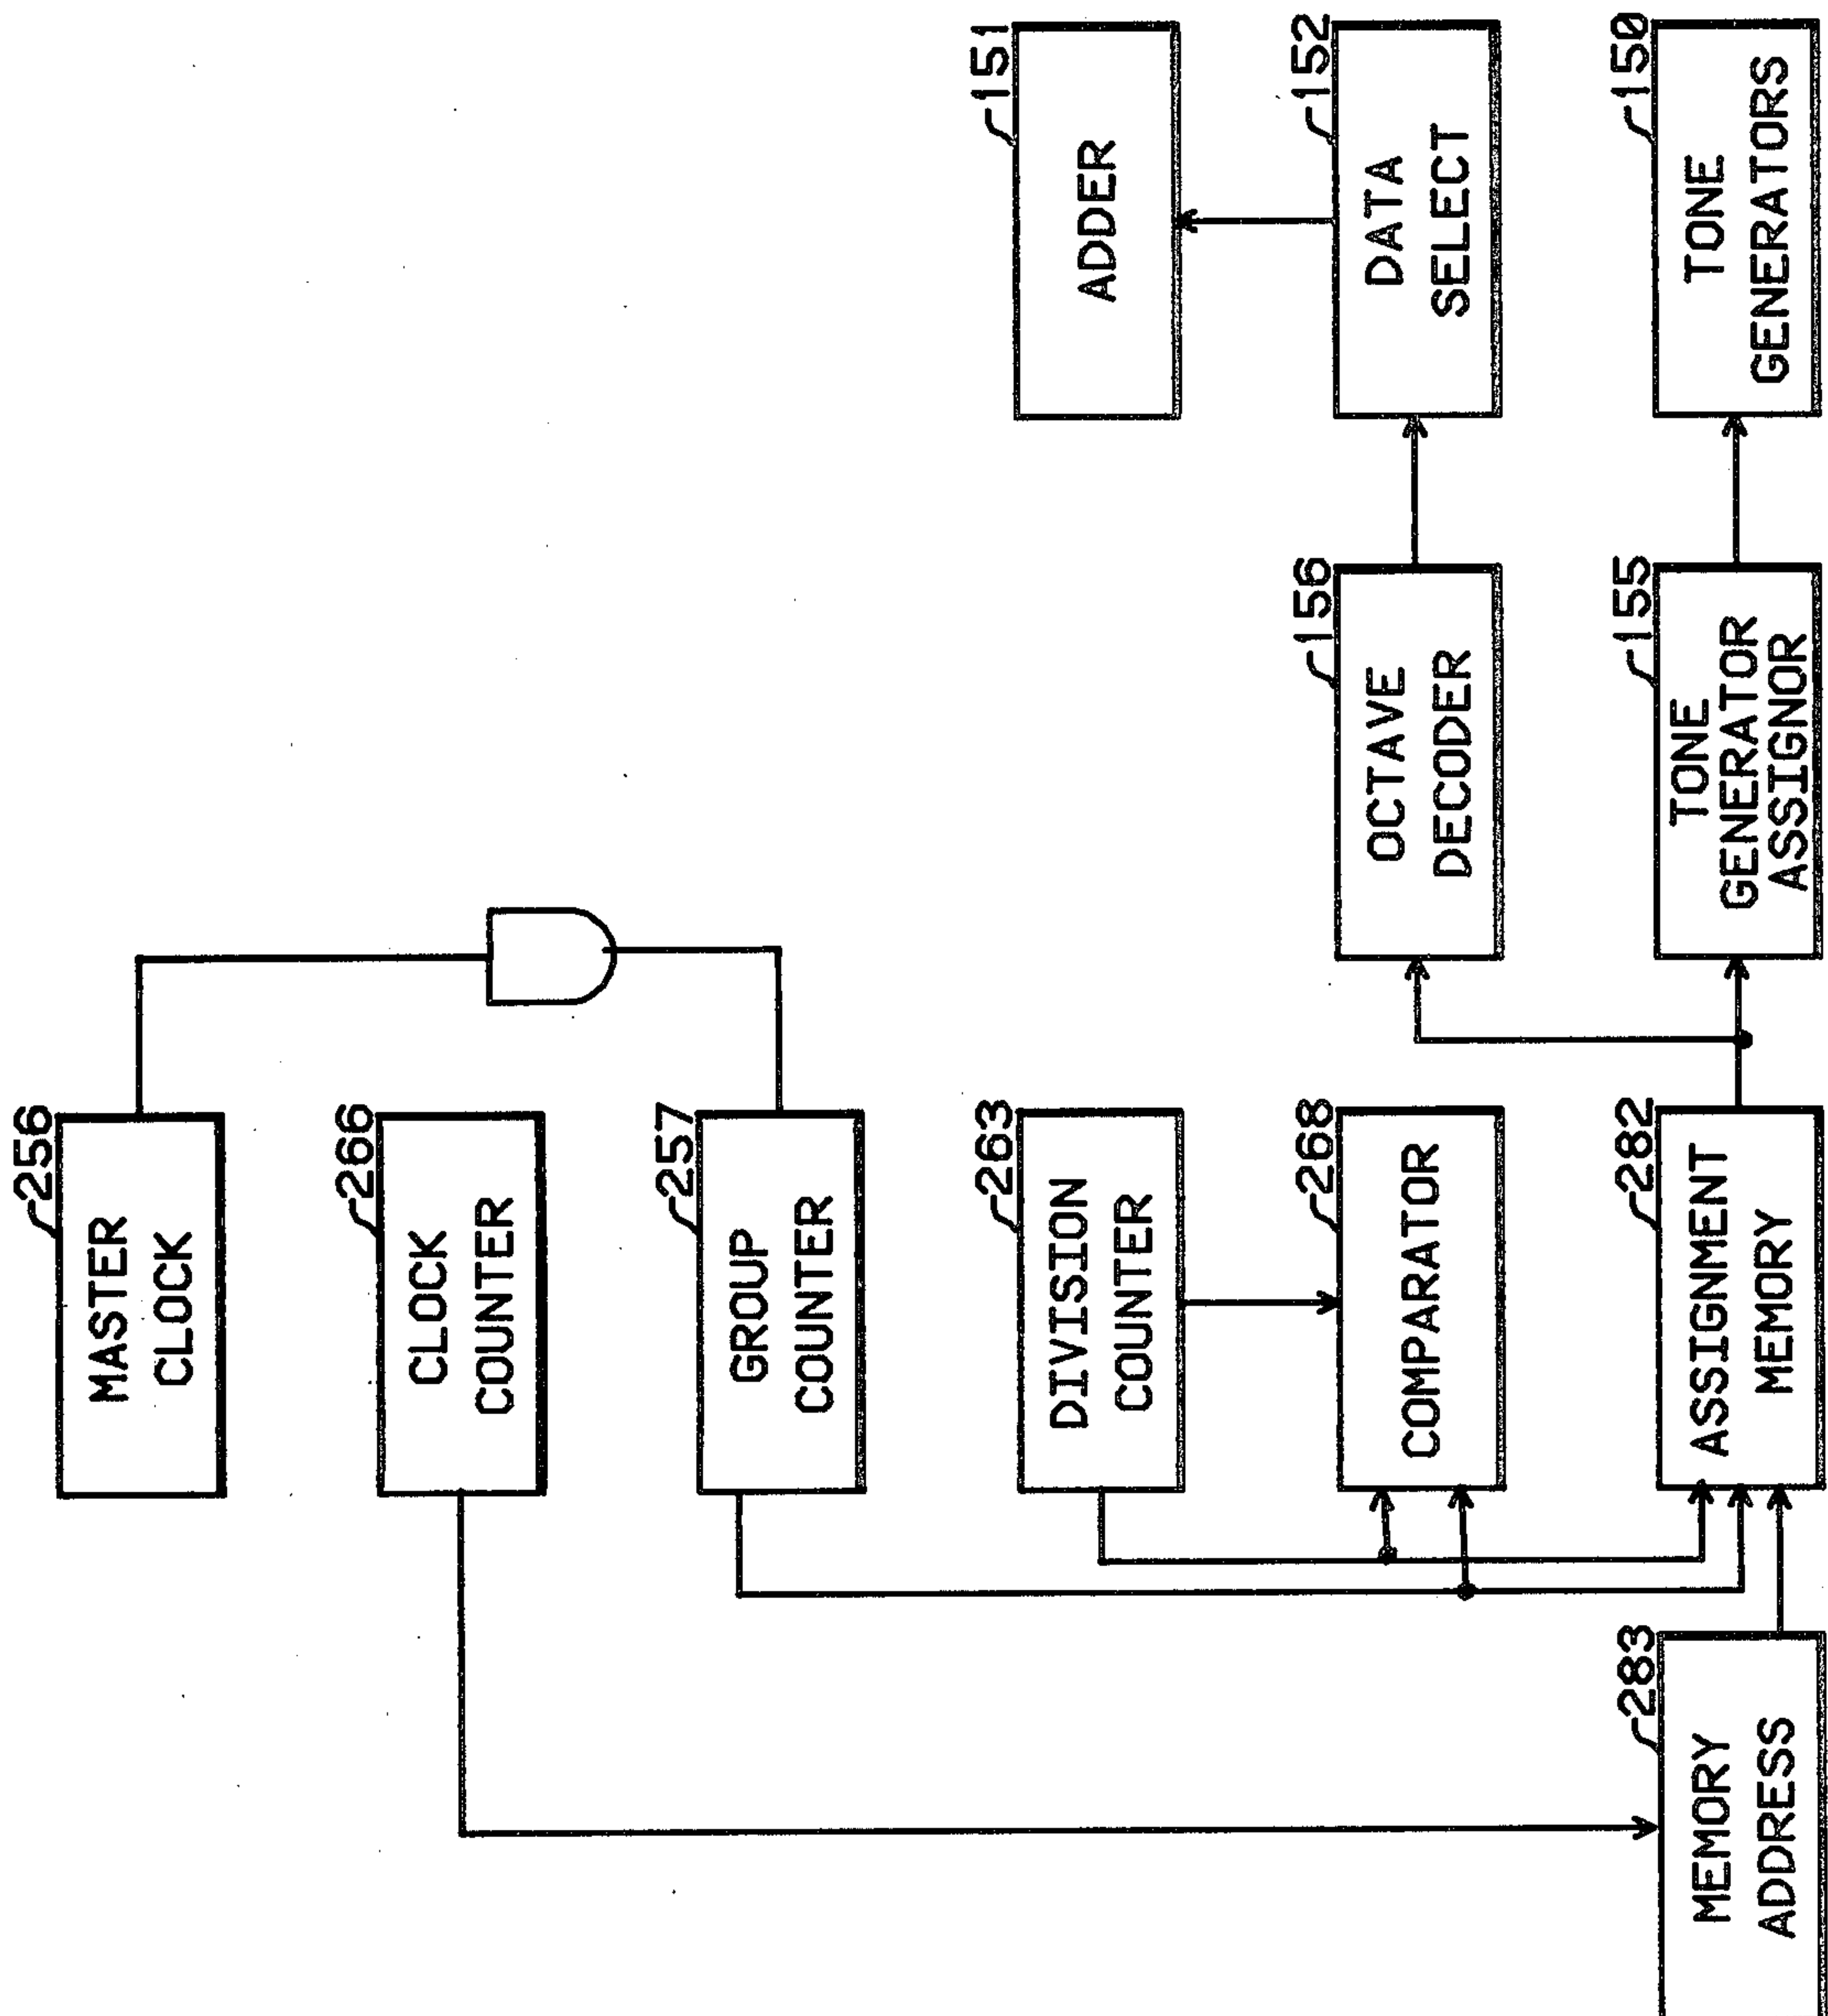 256
MASTER
CLOCK
266
CLOCK
COUNTER
257
GROUP
COUNTER
263
DIVISION
COUNTER
151
ADDER
268
COMPARATOR
156
OCTAVE
DECODER
152
DATA
SELECT
283
MEMORY
ADDRESS
282
ASSIGNMENT
MEMORY
155
TONE
GENERATOR
ASSIGNOR
150
TONE
GENERATORS